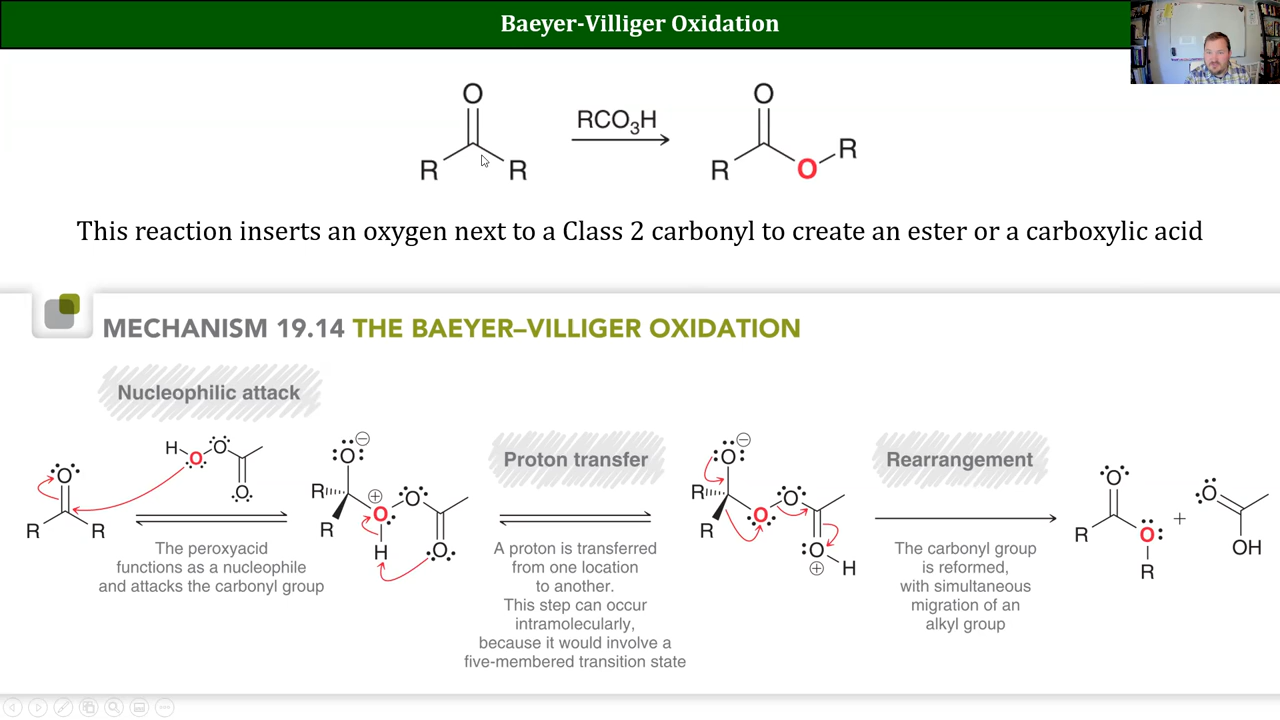 Baeyer-Villiger Oxidation
O
R
R
RCO₃H
O
R
O
R
This reaction inserts an oxygen next to a Class 2 carbonyl to create an ester or a carboxylic acid
MECHANISM 19.14 THE BAEYER–VILLIGER OXIDATION
Nucleophilic attack
O
R
R
H
O
O
O
The peroxyacid
functions as a nucleophile
and attacks the carbonyl group
O ⊖
R
R
⊕
O
H
O
O
Proton transfer
A proton is transferred
from one location
to another.
This step can occur
intramolecularly,
because it would involve a
five-membered transition state
O ⊖
R
R
O
O
O
⊕
H
Rearrangement
The carbonyl group
is reformed,
with simultaneous
migration of an
alkyl group
O
R
O
R
+
O
OH